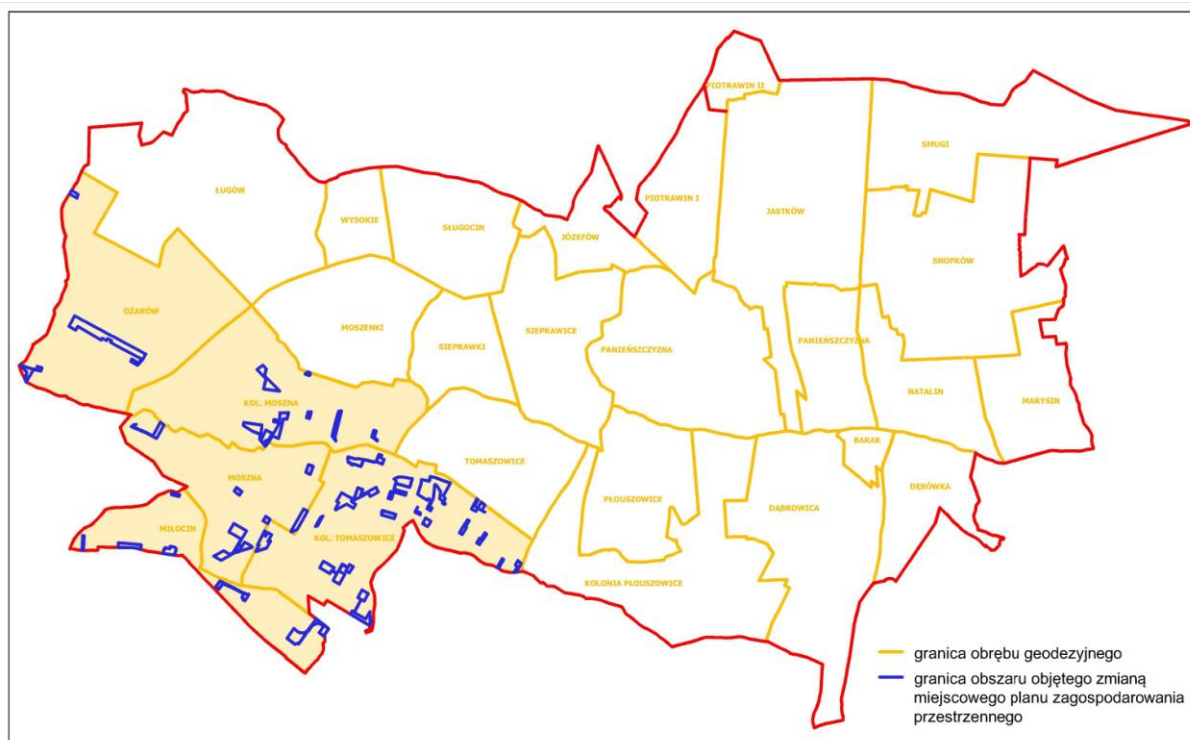 PIOTRAWIN II
SMUGI
ŁUGÓW
WYSOKIE
SŁUGOCIN
PIOTRAWIN I
JASTKÓW
JÓZEFÓW
SNOPKÓW
OŻARÓW
MOSZENKI
SIEPRAWKI
SIEPRAWICE
PANIEŃSICZYZNA
PANIEŃSZCZYZNA
NATALIN
MARYSIN
KOL. MOSZNA
BARAK
TOMASZOWICE
MOSZNA
PŁOUSZOWICE
DĄBROWICA
DĘBÓWKA
MIŁOCIN
KOL. TOMASZOWICE
KOLONIA PŁOUSZOWICE
granica obrębu geodezyjnego
granica obszaru objętego zmianą
miejscowego planu zagospodarowania
przestrzennego